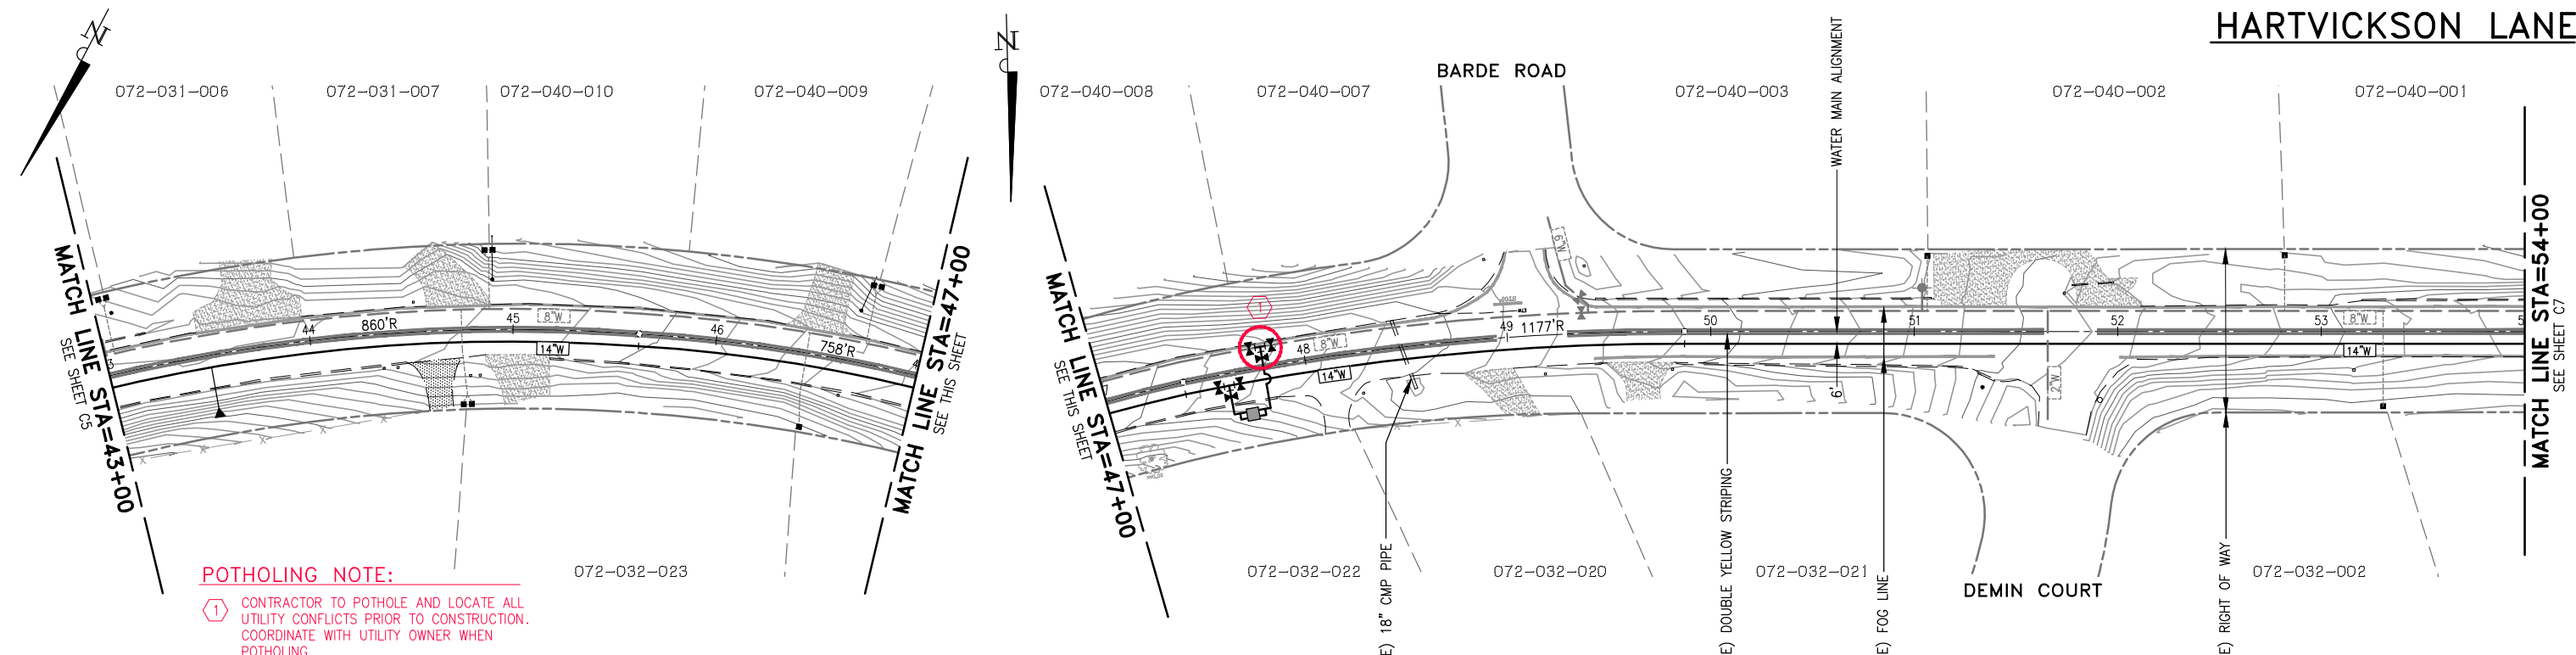 HARTVICKSON LANE
N
072-031-006
072-031-007
072-040-010
072-040-009
MATCH LINE STA=43+00
SEE SHEET C5
44
860'R
45
8"W
14"W
46
758'R
MATCH LINE STA=47+00
SEE THIS SHEET
072-032-023
POTHOLING NOTE:
1 CONTRACTOR TO POTHOLE AND LOCATE ALL
UTILITY CONFLICTS PRIOR TO CONSTRUCTION.
COORDINATE WITH UTILITY OWNER WHEN
POTHOLING
N
072-040-008
072-040-007
BARDE ROAD
072-040-003
WATER MAIN ALIGNMENT
072-040-002
072-040-001
MATCH LINE STA=47+00
SEE THIS SHEET
1
48
8"W
14"W
49
1177'R
6"W
50
51
6'
2"W
52
53
8"W
14"W
MATCH LINE STA=54+00
SEE SHEET C7
072-032-022
072-032-020
072-032-021
072-032-002
DEMIN COURT
E) 18" CMP PIPE
E) DOUBLE YELLOW STRIPING
E) FOG LINE
E) RIGHT OF WAY